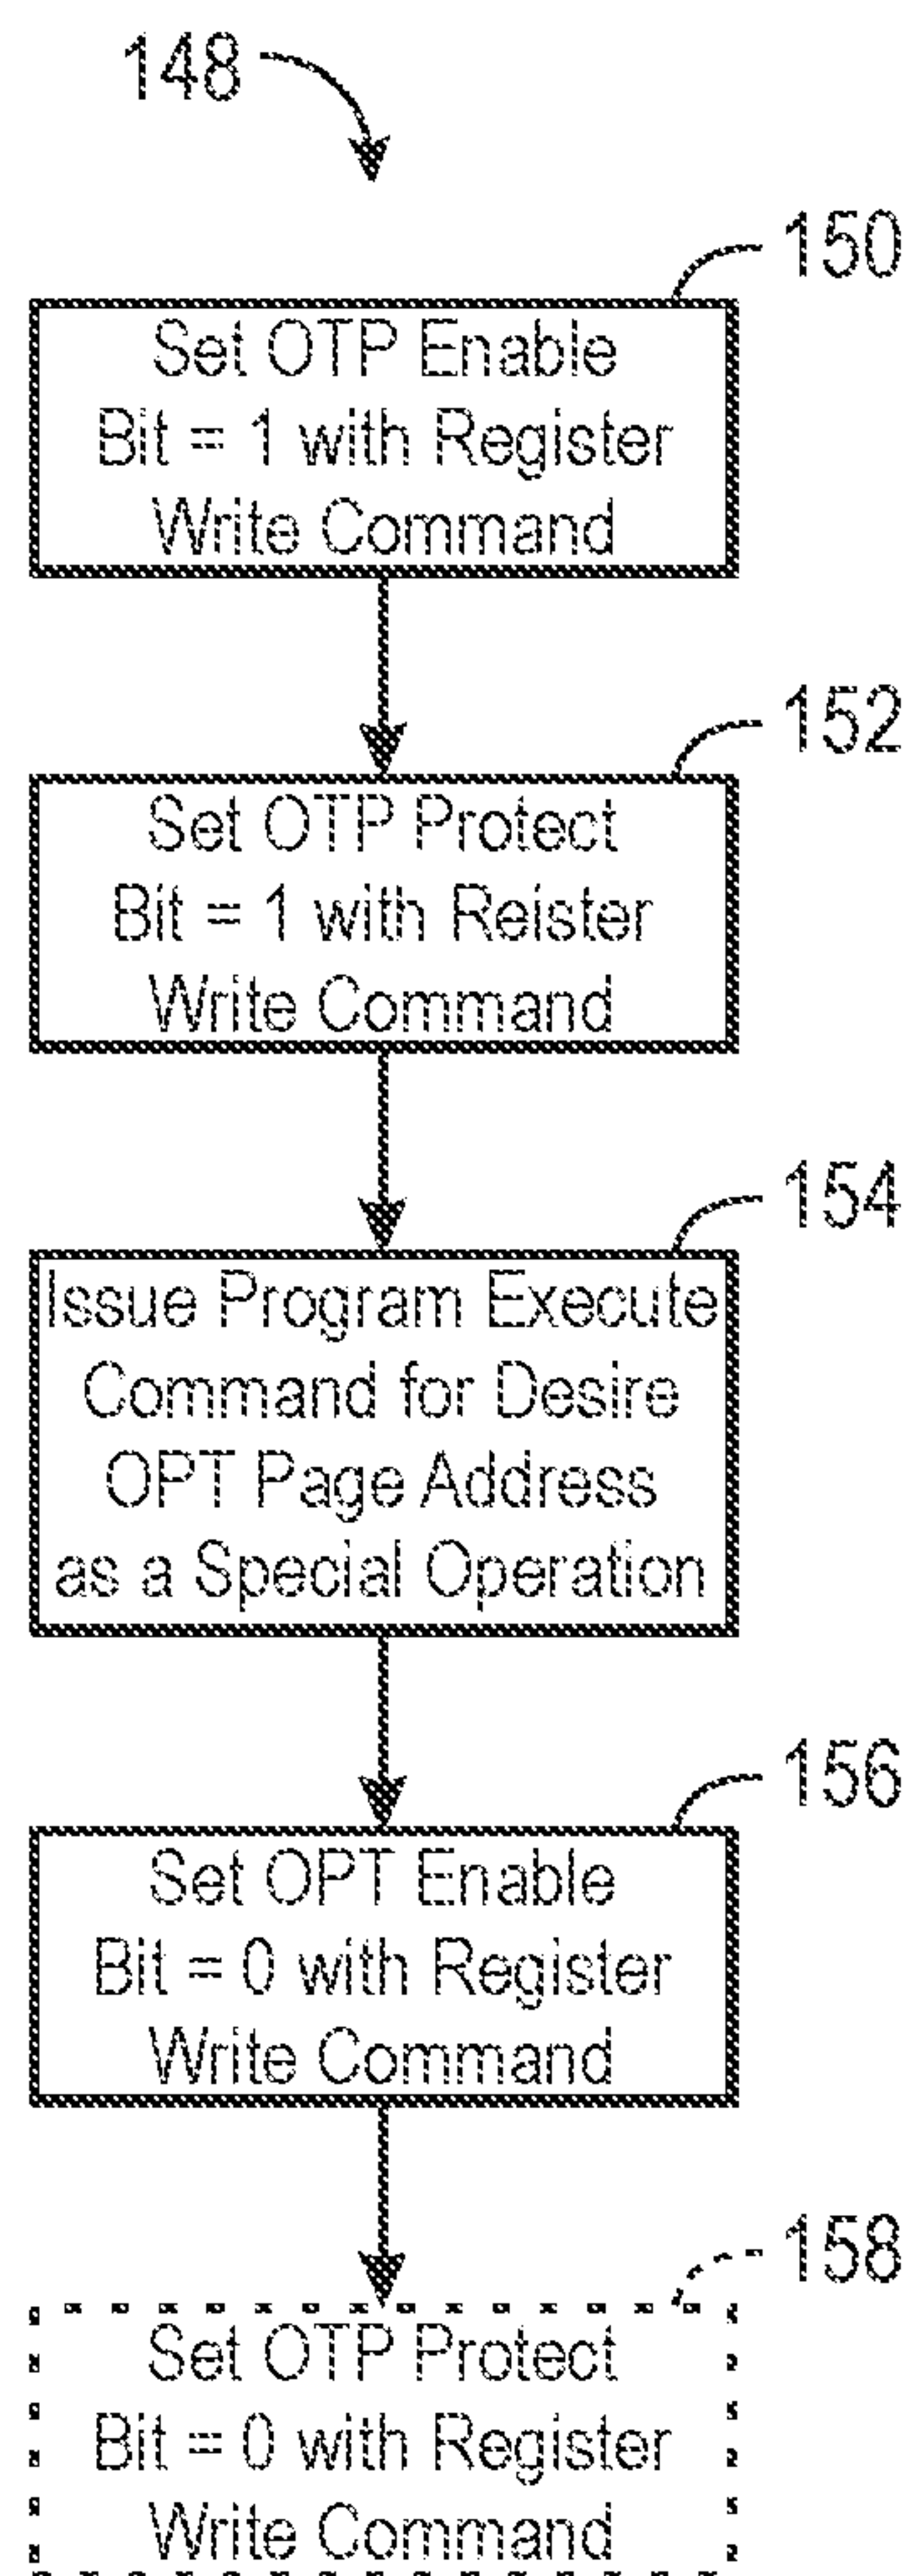 148
150
Set OTP Enable
Bit = 1 with Register
Write Command
152
Set OTP Protect
Bit = 1 with Reister
Write Command
154
Issue Program Execute
Command for Desire
OPT Page Address
as a Special Operation
156
Set OPT Enable
Bit = 0 with Register
Write Command
158
Set OTP Protect
Bit = 0 with Register
Write Command